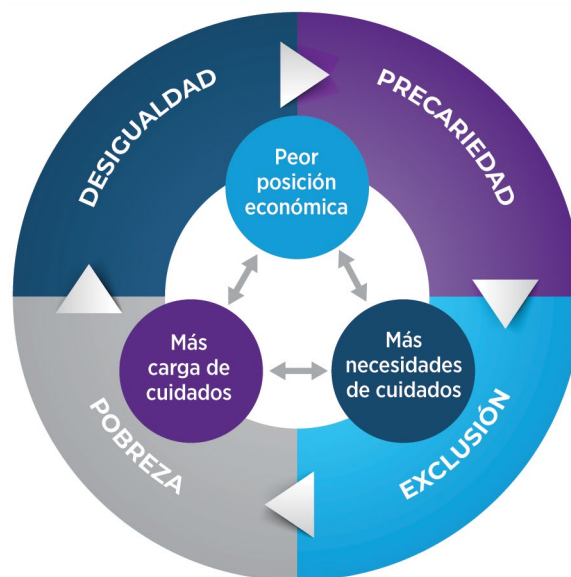 DESIGUALDAD
PRECARIEDAD
Peor
posición
económica
Más
carga de
cuidados
Más
necesidades
de cuidados
POBREZA
EXCLUSIÓN